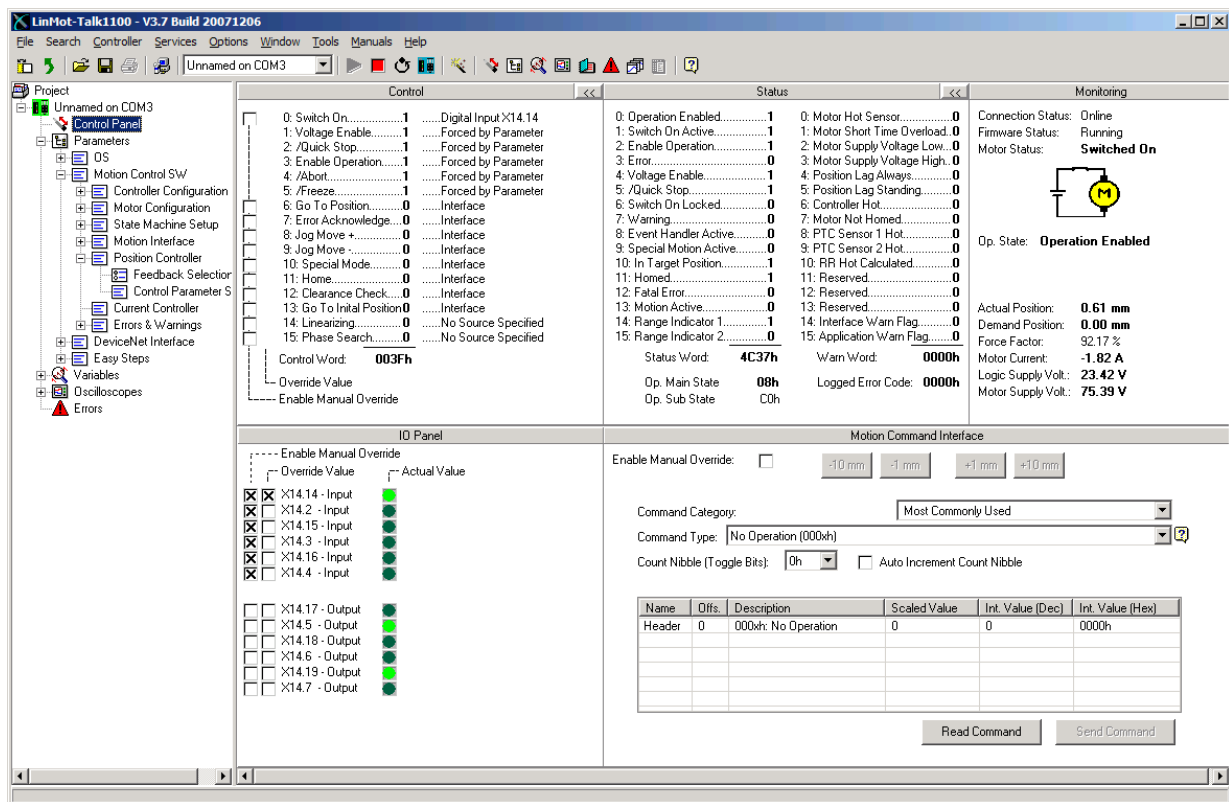 LinMot-Talk1100 - V3.7 Build 20071206
File Search Controller Services Options Window Tools Manuals Help
Unnamed on COM3
Project
Unnamed on COM3
Control Panel
Parameters
OS
Motion Control SW
Controller Configuration
Motor Configuration
State Machine Setup
Motion Interface
Position Controller
Feedback Selection
Control Parameter S
Current Controller
Errors & Warnings
DeviceNet Interface
Easy Steps
Variables
Oscilloscopes
Errors
Control <<
0: Switch On..............1 .....Digital Input X14.14
1: Voltage Enable........1 ......Forced by Parameter
2: /Quick Stop............1 ......Forced by Parameter
3: Enable Operation.......1 ......Forced by Parameter
4: /Abort.................1 ......Forced by Parameter
5: /Freeze................1 ......Forced by Parameter
6: Go To Position.........0 ......Interface
7: Error Acknowledge....0 ......Interface
8: Jog Move +............0 ......Interface
9: Jog Move -.............0 ......Interface
10: Special Mode.........0 ......Interface
11: Home..................0 ......Interface
12: Clearance Check.....0 ......Interface
13: Go To Inital Position0 ......Interface
14: Linearizing............0 ......No Source Specified
15: Phase Search.........0 ......No Source Specified
Control Word: 003Fh
Override Value
Enable Manual Override
Status <<
0: Operation Enabled............1
1: Switch On Active..............1
2: Enable Operation..............1
3: Error..........................0
4: Voltage Enable................1
5: /Quick Stop....................1
6: Switch On Locked..............0
7: Warning........................0
8: Event Handler Active.........0
9: Special Motion Active........0
10: In Target Position............1
11: Homed........................1
12: Fatal Error...................0
13: Motion Active.................0
14: Range Indicator 1.............1
15: Range Indicator 2.............0
Status Word: 4C37h
Op. Main State 08h
Op. Sub State C0h
0: Motor Hot Sensor................0
1: Motor Short Time Overload..0
2: Motor Supply Voltage Low...0
3: Motor Supply Voltage High..0
4: Position Lag Always...........0
5: Position Lag Standing.........0
6: Controller Hot..................0
7: Motor Not Homed..............0
8: PTC Sensor 1 Hot..............0
9: PTC Sensor 2 Hot..............0
10: RR Hot Calculated...........0
11: Reserved.....................0
12: Reserved.....................0
13: Reserved.....................0
14: Interface Warn Flag.........0
15: Application Warn Flag.......0
Warn Word: 0000h
Logged Error Code: 0000h
Monitoring
Connection Status: Online
Firmware Status: Running
Motor Status: Switched On
M
Op. State: Operation Enabled
Actual Position: 0.61 mm
Demand Position: 0.00 mm
Force Factor: 92.17 %
Motor Current: -1.82 A
Logic Supply Volt.: 23.42 V
Motor Supply Volt.: 75.39 V
IO Panel
Enable Manual Override
Override Value Actual Value
X14.14 - Input
X14.2 - Input
X14.15 - Input
X14.3 - Input
X14.16 - Input
X14.4 - Input
X14.17 - Output
X14.5 - Output
X14.18 - Output
X14.6 - Output
X14.19 - Output
X14.7 - Output
Motion Command Interface
Enable Manual Override: -10 mm -1 mm +1 mm +10 mm
Command Category: Most Commonly Used
Command Type: No Operation (000xh)
Count Nibble (Toggle Bits): 0h Auto Increment Count Nibble
Name Offs. Description Scaled Value Int. Value (Dec) Int. Value (Hex)
Header 0 000xh: No Operation 0 0 0000h
Read Command Send Command